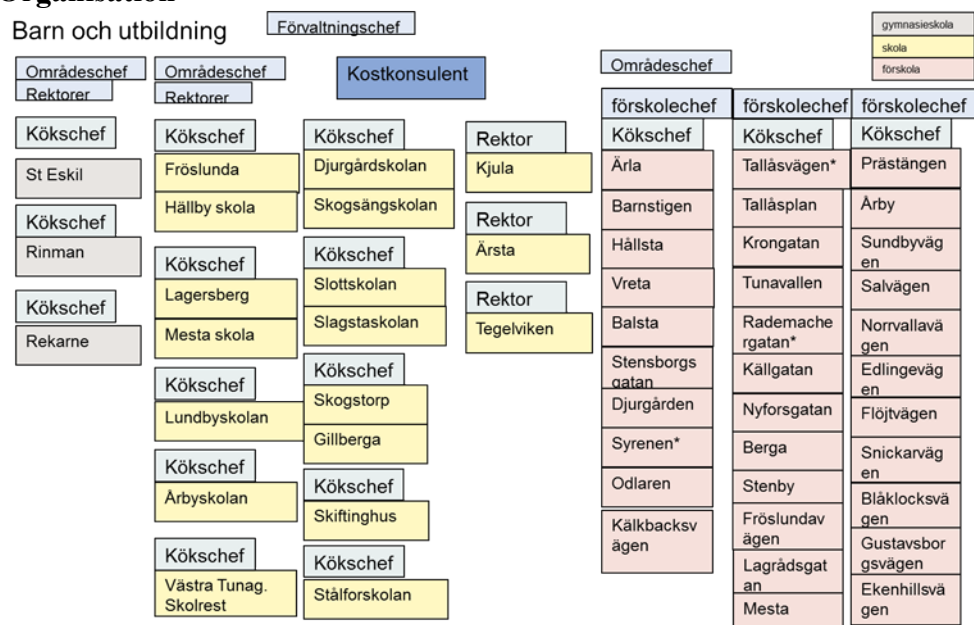 Barn och utbildning
Förvaltningschef
gymnasieskola
skola
förskola
Områdeschef
Rektorer
Områdeschef
Rektorer
Kostkonsulent
Områdeschef
Kökschef
St Eskil
Kökschef
Rinman
Kökschef
Rekarne
Kökschef
Fröslunda
Hällby skola
Kökschef
Lagersberg
Mesta skola
Kökschef
Lundbyskolan
Kökschef
Årbyskolan
Kökschef
Västra Tunag.
Skolrest
Kökschef
Djurgårdskolan
Skogsängskolan
Kökschef
Slottskolan
Slagstaskolan
Kökschef
Skogstorp
Gillberga
Kökschef
Skiftinghus
Kökschef
Stålforskolan
Rektor
Kjula
Rektor
Ärsta
Rektor
Tegelviken
förskolechef
Kökschef
Ärla
Barnstigen
Hållsta
Vreta
Balsta
Stensborgs
gatan
Djurgården
Syrenen*
Odlaren
Kälkbacksv
ägen
förskolechef
Kökschef
Tallåsvägen*
Tallåsplan
Krongatan
Tunavallen
Rademache
rgatan*
Källgatan
Nyforsgatan
Berga
Stenby
Fröslundav
ägen
Lagrådsgat
an
Mesta
förskolechef
Kökschef
Prästängen
Årby
Sundbyväg
en
Salvägen
Norrvallavä
gen
Edlingeväg
en
Flöjtvägen
Snickarväg
en
Blåklocksvä
gen
Gustavsbor
gsvägen
Ekenhillsvä
gen